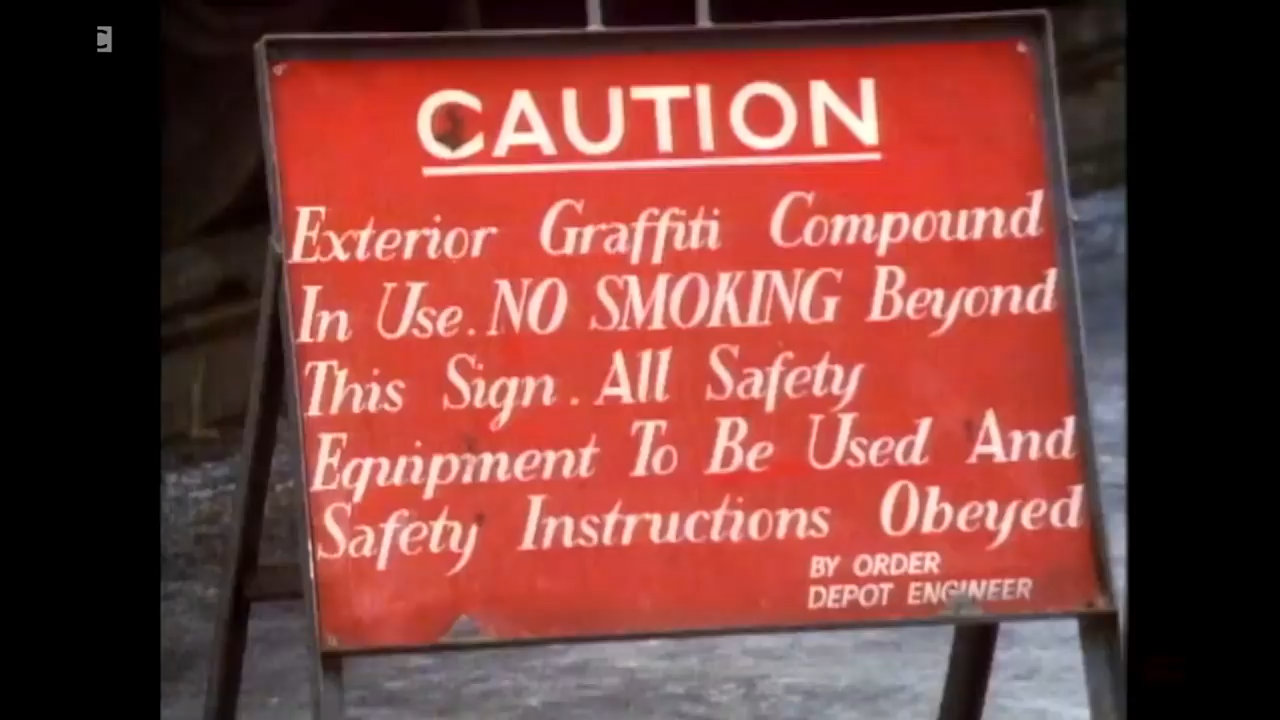 CAUTION
Exterior Graffiti Compound
In Use. NO SMOKING Beyond
This Sign. All Safety
Equipment To Be Used And
Safety Instructions Obeyed
BY ORDER
DEPOT ENGINEER